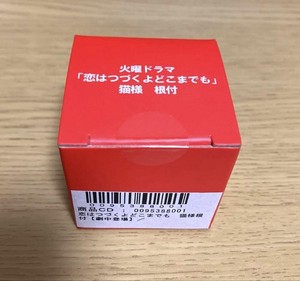 火曜ドラマ
「恋はつづくよどこまでも」
猫様 根付
0095388001
商品CD : 0095388001
恋はつづくよどこまでも 猫様根
付【劇中登場】／